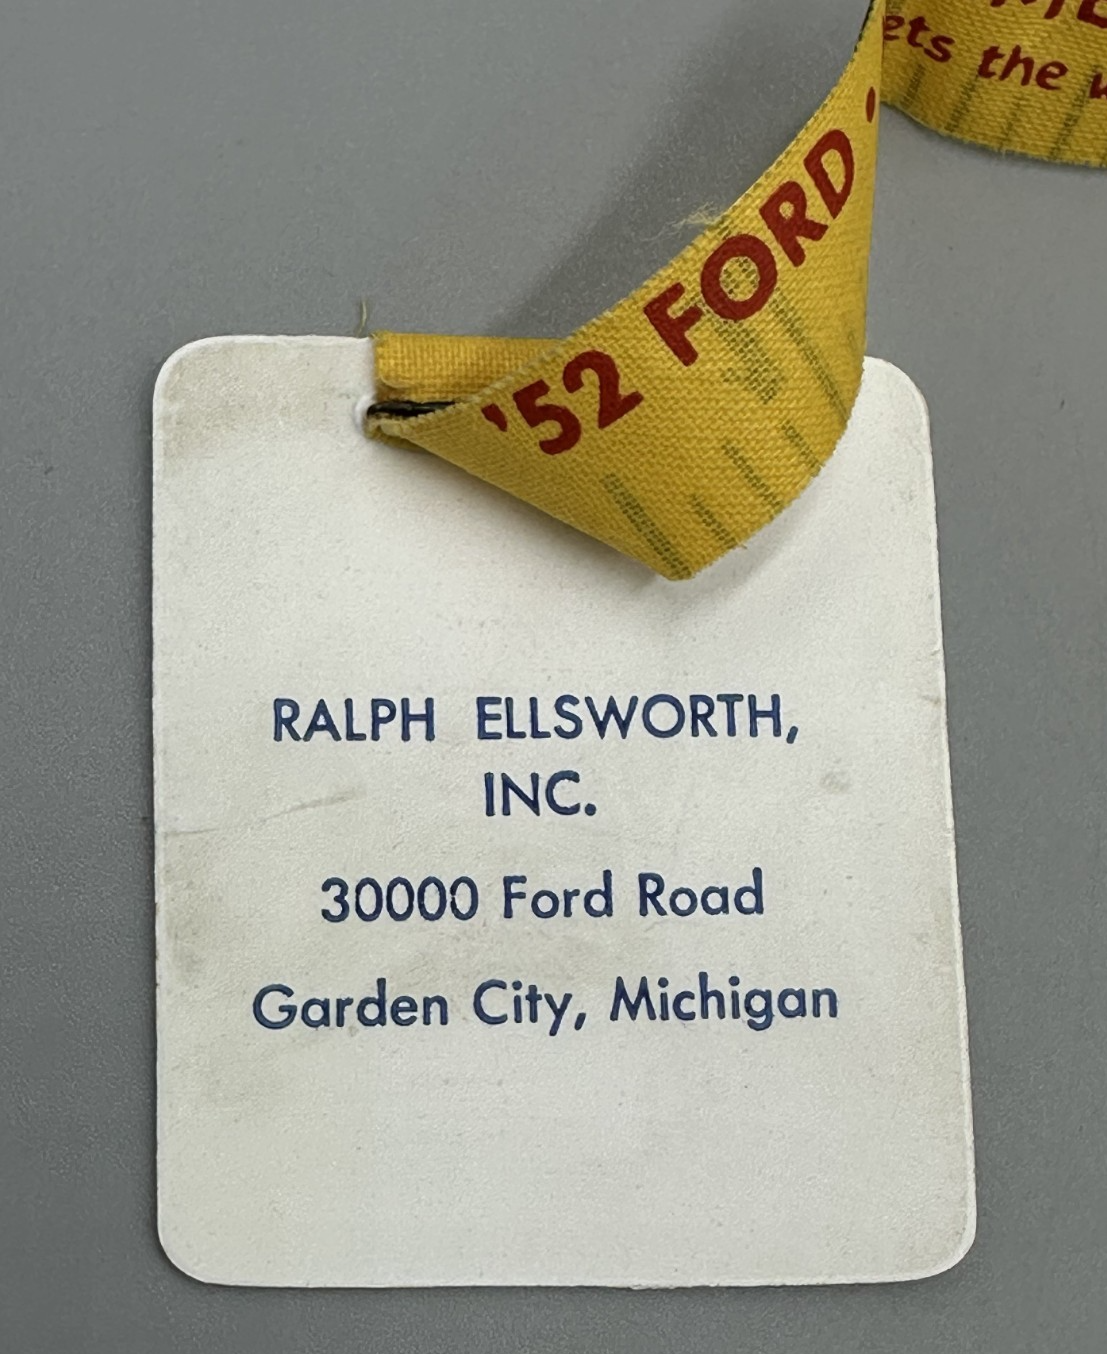 ets the
'52 FORD
RALPH ELLSWORTH,
INC.
30000 Ford Road
Garden City, Michigan